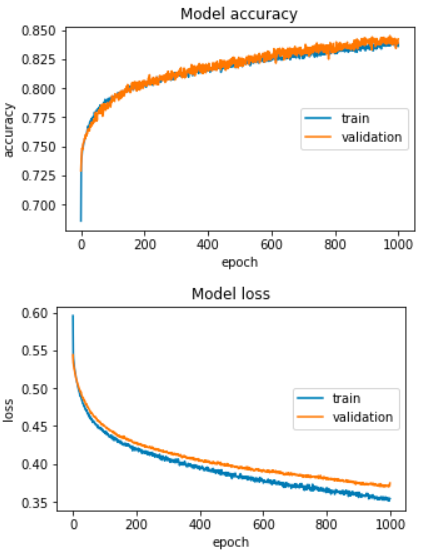 Model accuracy
0.850
0.825
0.800
0.775
0.750
0.725
0.700
accuracy
train
validation
0 200 400 600 800 1000
epoch
Model loss
0.60
0.55
0.50
0.45
0.40
0.35
loss
train
validation
0 200 400 600 800 1000
epoch